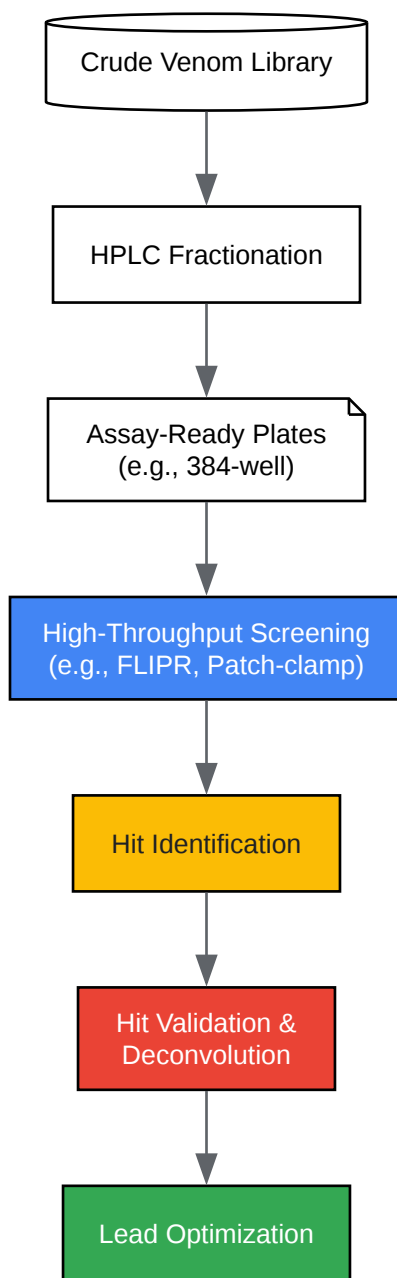 Crude Venom Library
HPLC Fractionation
Assay-Ready Plates
(e.g., 384-well)
High-Throughput Screening
(e.g., FLIPR, Patch-clamp)
Hit Identification
Hit Validation &
Deconvolution
Lead Optimization